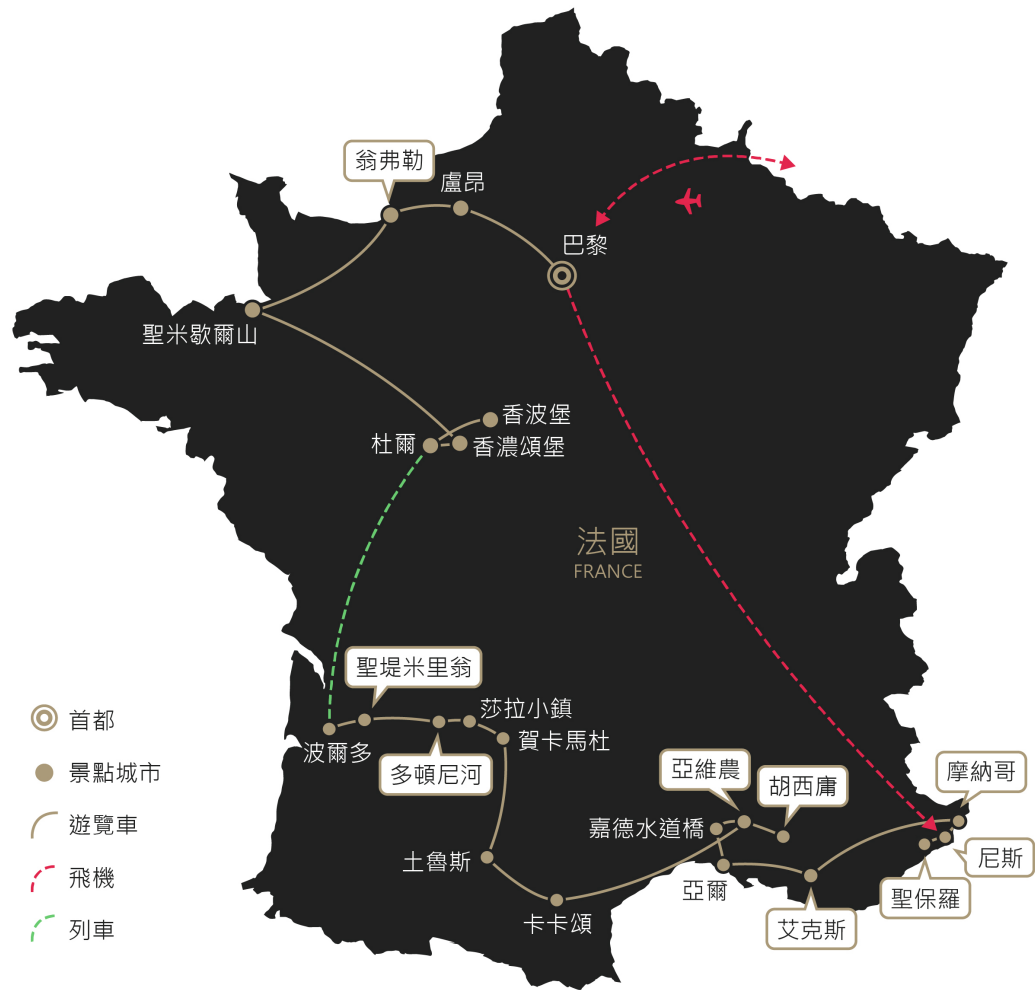 翁弗勒
盧昂
巴黎
聖米歇爾山
香波堡
杜爾
香濃頌堡
法國
FRANCE
聖堤米里翁
莎拉小鎮
波爾多
賀卡馬杜
多頓尼河
亞維農
胡西庸
摩納哥
嘉德水道橋
尼斯
土魯斯
亞爾
聖保羅
卡卡頌
艾克斯
首都
景點城市
遊覽車
飛機
列車